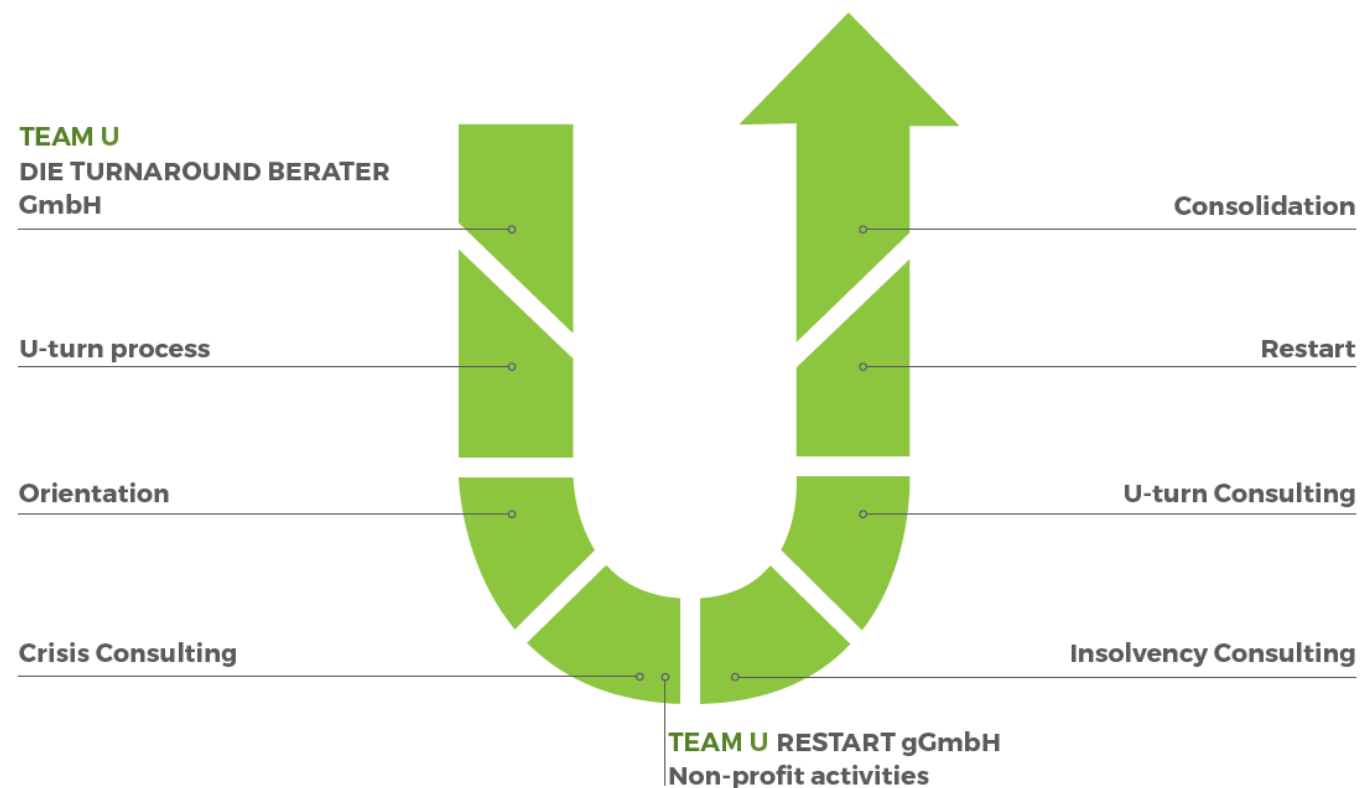 TEAM U
DIE TURNAROUND BERATER
GmbH
U-turn process
Orientation
Crisis Consulting
TEAM U RESTART gGmbH
Non-profit activities
Insolvency Consulting
U-turn Consulting
Restart
Consolidation